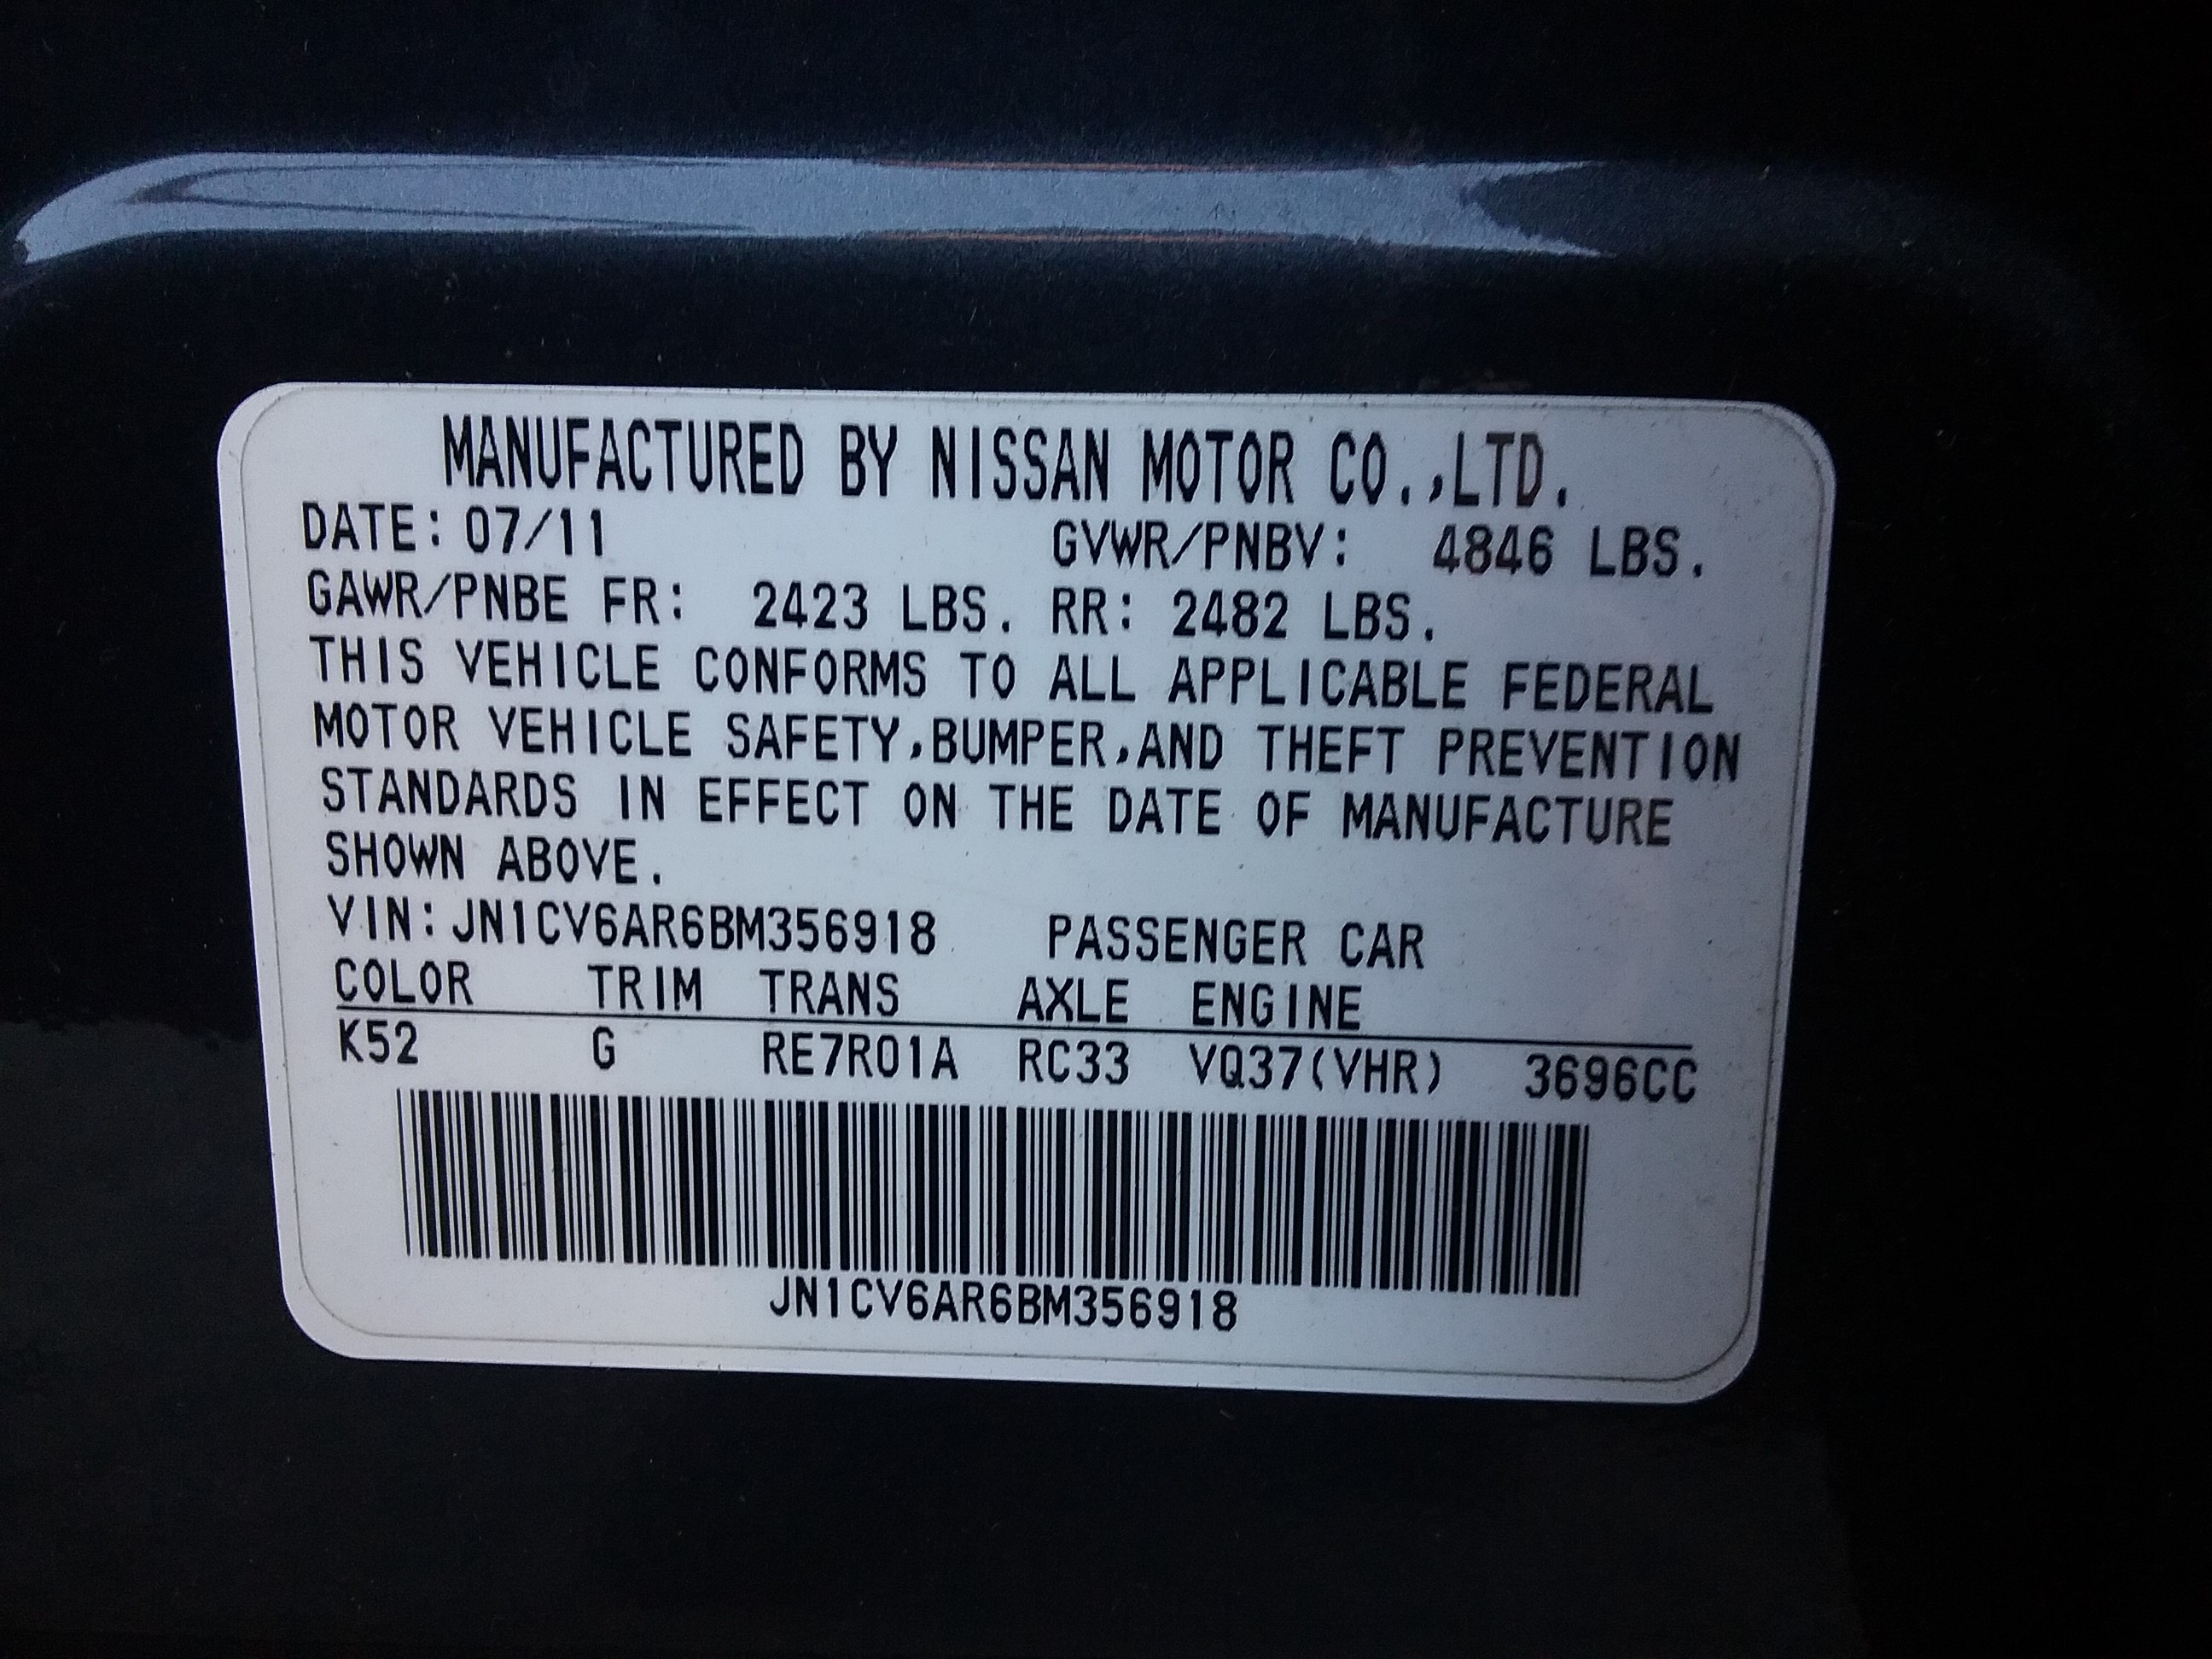 MANUFACTURED BY NISSAN MOTOR CO.,LTD.
DATE: 07/11 GVWR/PNBV: 4846 LBS.
GAWR/PNBE FR: 2423 LBS. RR: 2482 LBS.
THIS VEHICLE CONFORMS TO ALL APPLICABLE FEDERAL
MOTOR VEHICLE SAFETY,BUMPER,AND THEFT PREVENTION
STANDARDS IN EFFECT ON THE DATE OF MANUFACTURE
SHOWN ABOVE.
VIN:JN1CV6AR6BM356918 PASSENGER CAR
COLOR TRIM TRANS AXLE ENGINE
K52 G RE7R01A RC33 VQ37(VHR) 3696CC
JN1CV6AR6BM356918